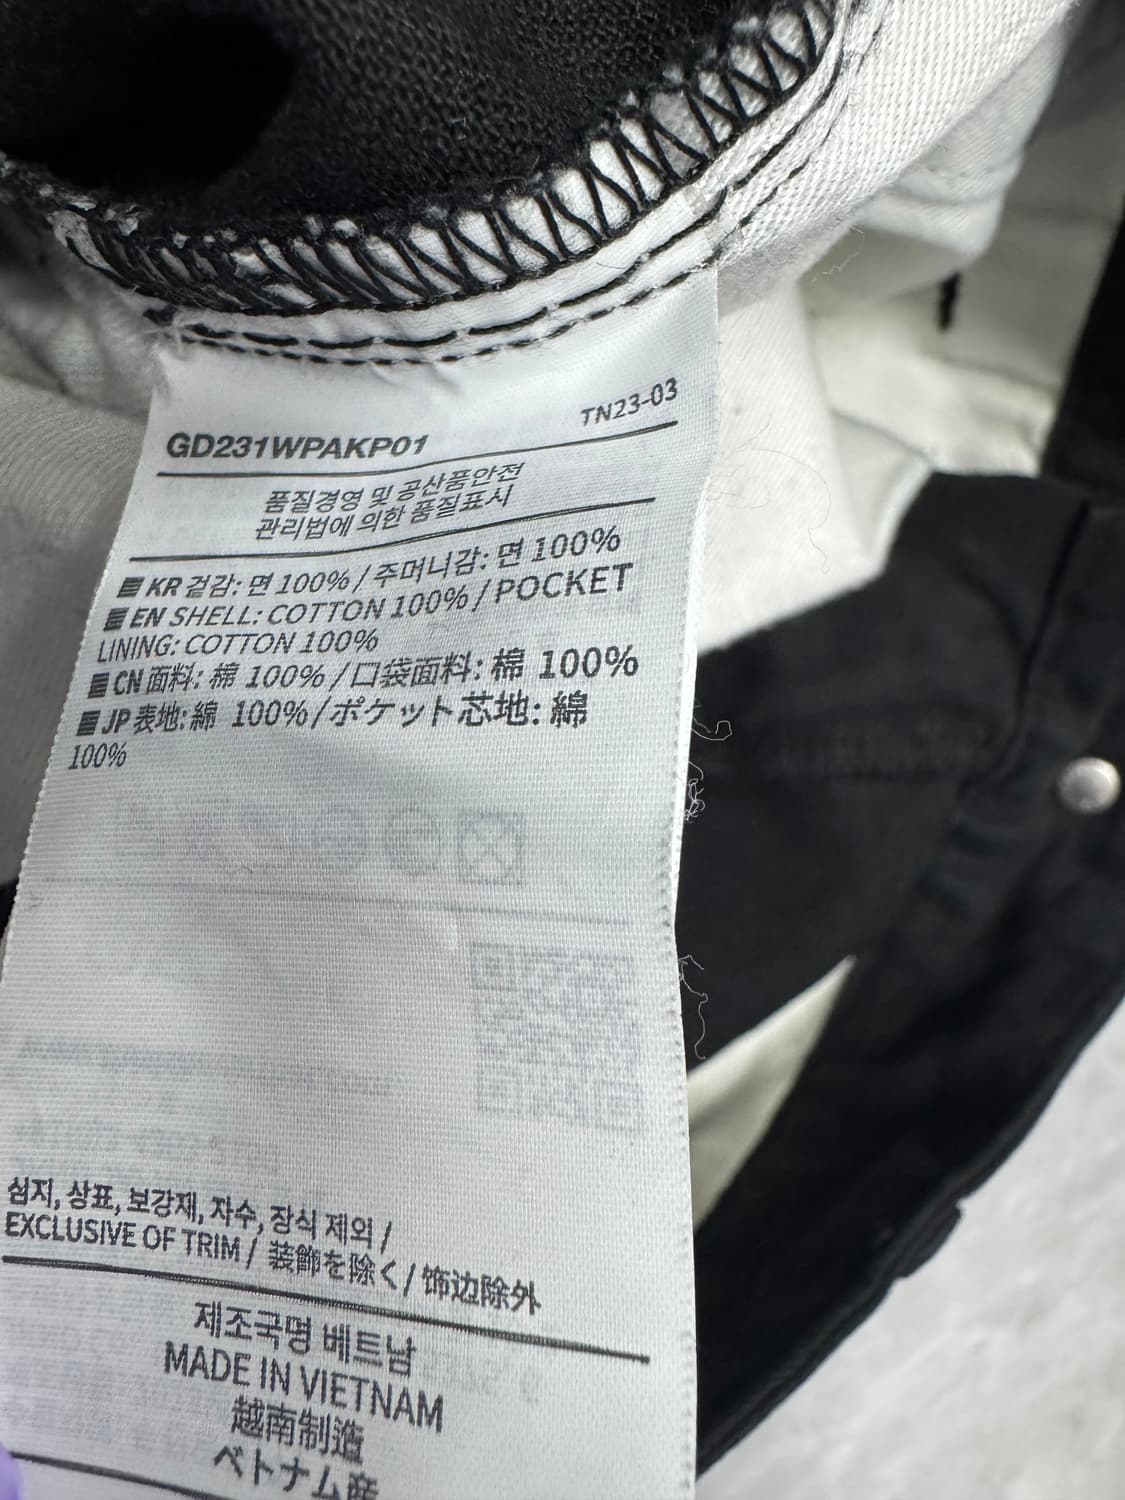 TN23-03
GD231WPAKP01
품질경영 및 공산품안전
관리법에 의한 품질표시
KR 겉감: 면 100% / 주머니감: 면 100%
EN SHELL: COTTON 100% / POCKET
LINING: COTTON 100%
CN 面料: 棉 100% / 口袋面料: 棉 100%
JP 表地: 綿 100% / ポケット芯地: 綿
100%
심지, 상표, 보강재, 자수, 장식 제외 /
EXCLUSIVE OF TRIM / 装飾を除く / 饰边除外
제조국명 베트남
MADE IN VIETNAM
越南制造
ベトナム産